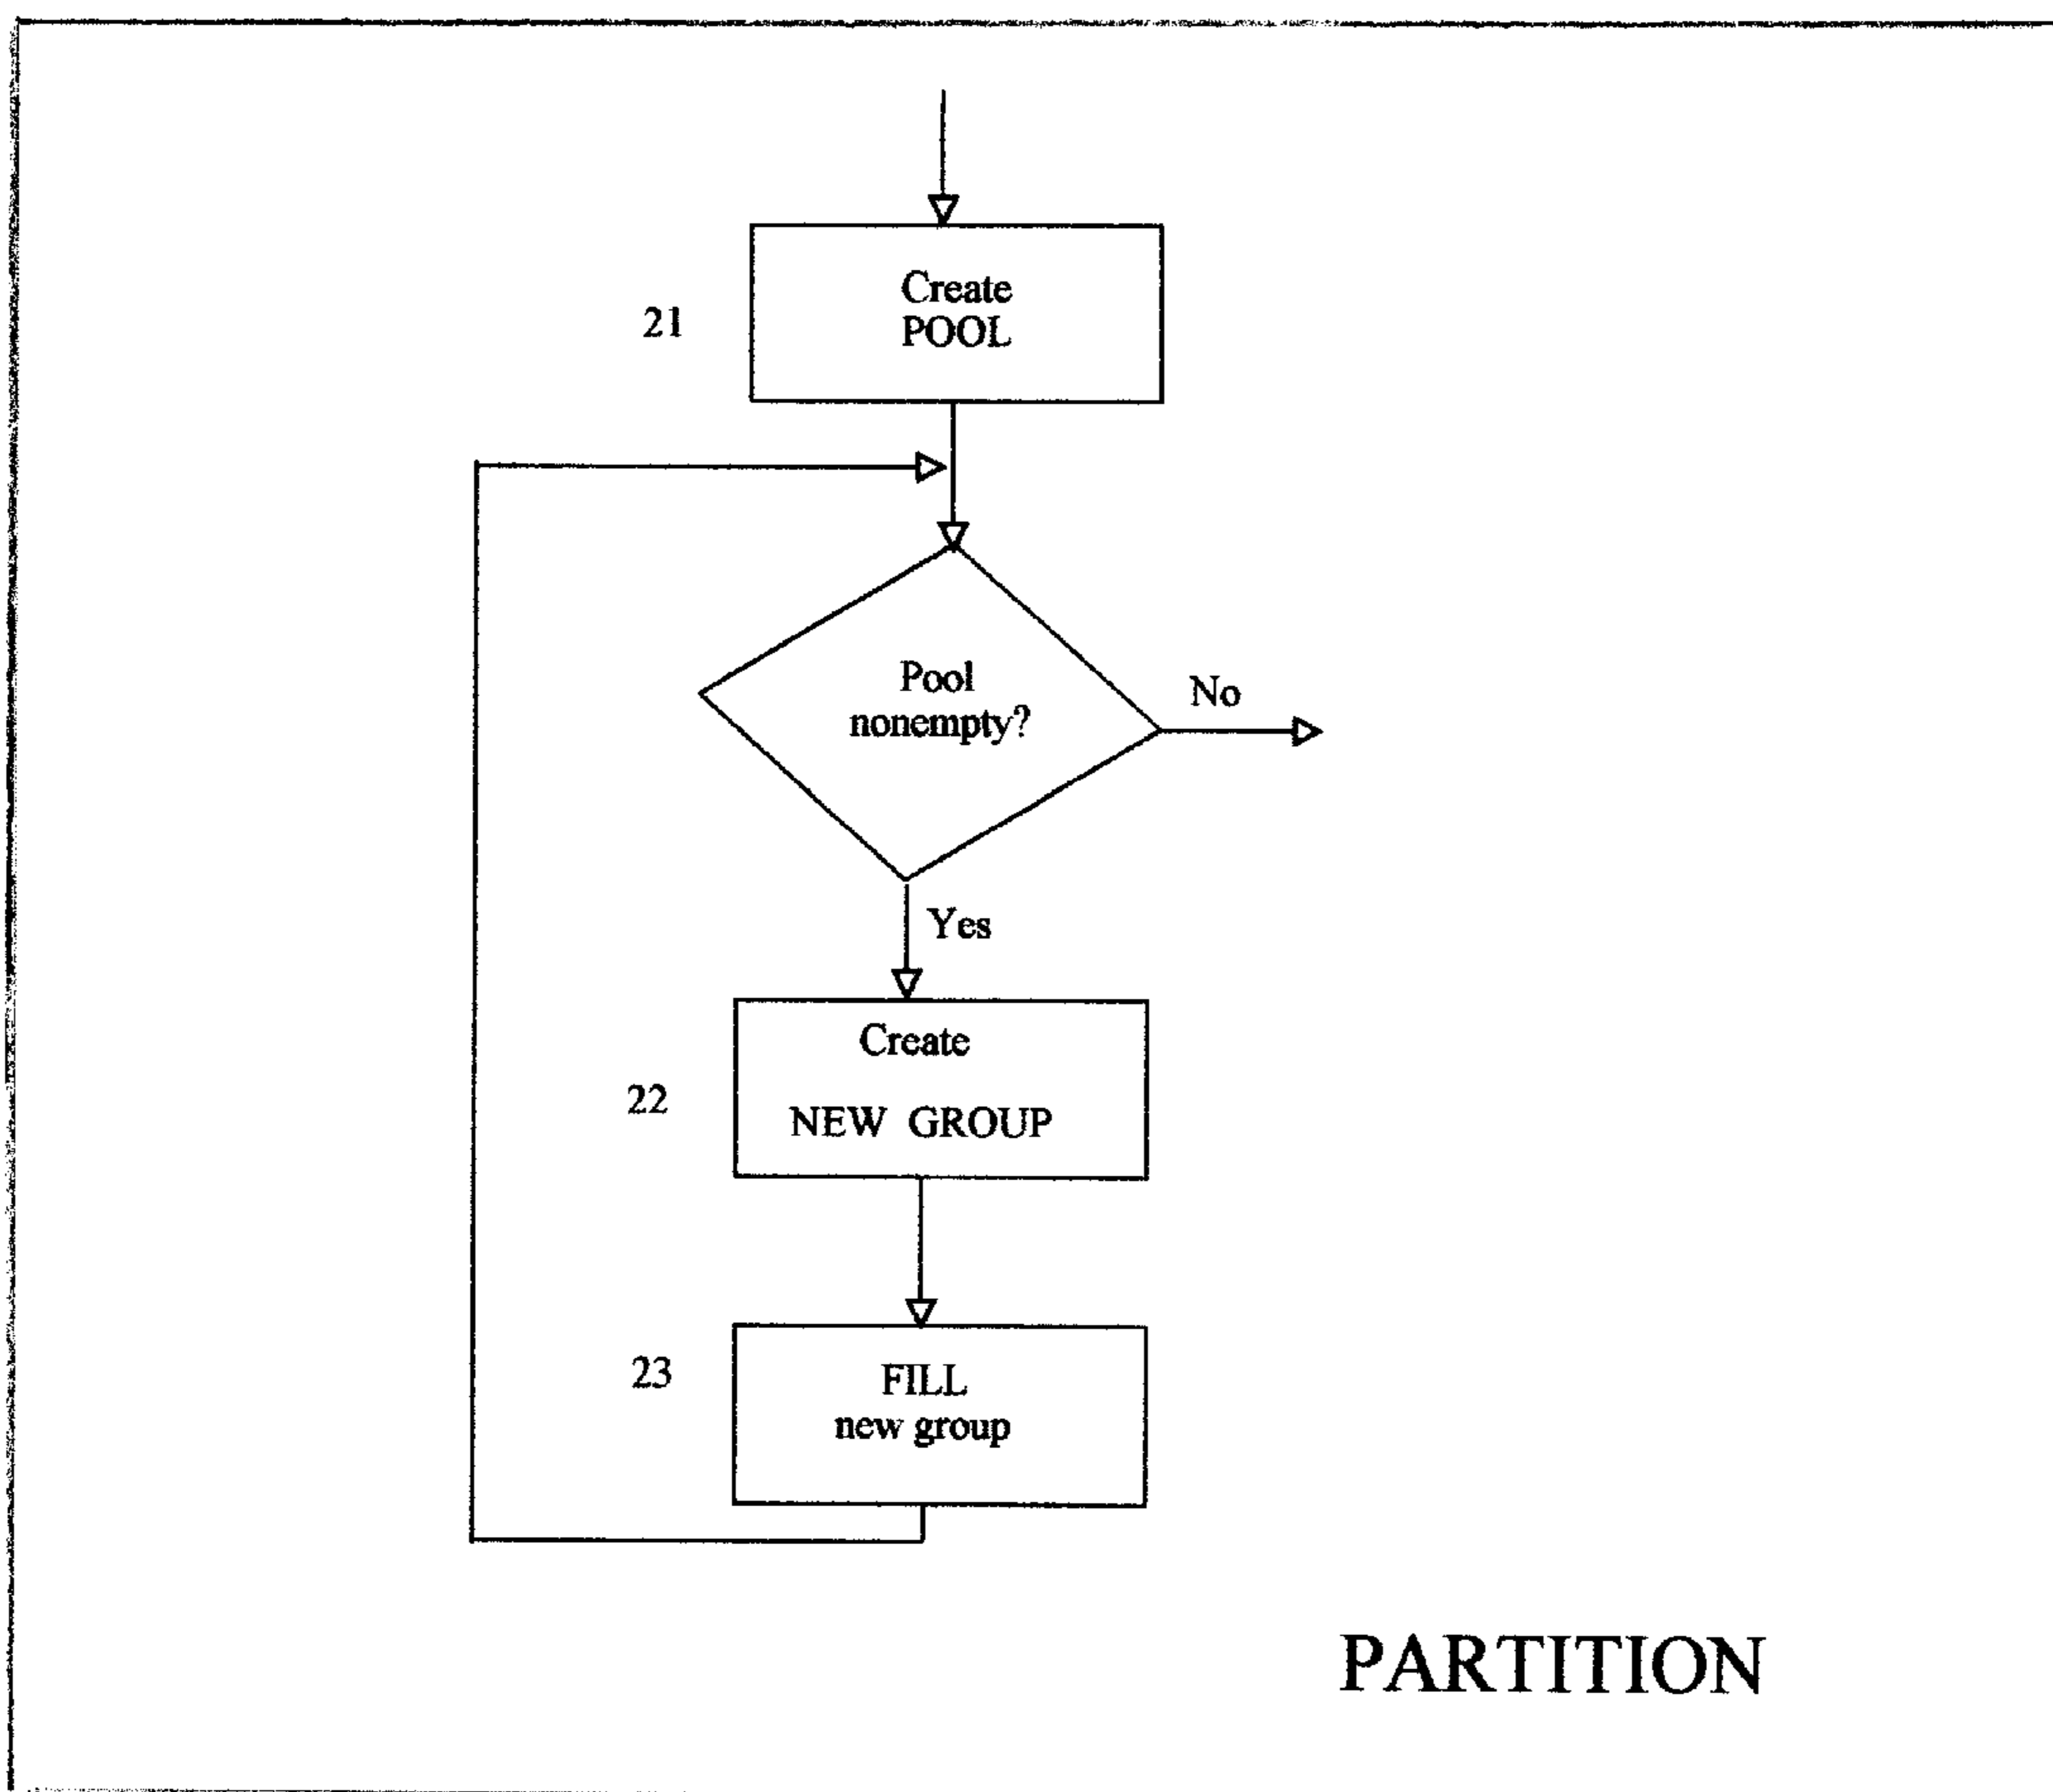 Create
POOL
21
Pool
nonempty?
No
Yes
Create
NEW GROUP
22
23
FILL
new group
PARTITION